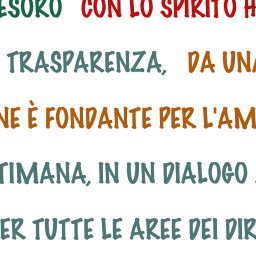 ESORO CON LO SPIRITO H
TRASPARENZA, DA UNA
NE È FONDANTE PER L'AM
TIMANA, IN UN DIALOGO
ER TUTTE LE AREE DEI DIR